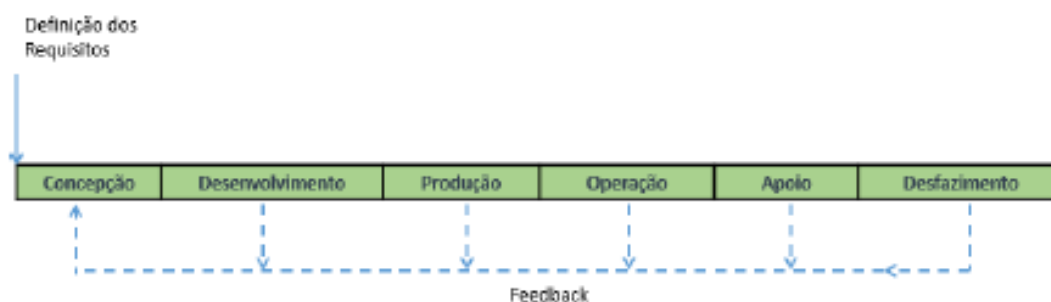 Definição dos
Requisitos
Concepção Desenvolvimento Produção Operação Apoio Desfazimento
Feedback